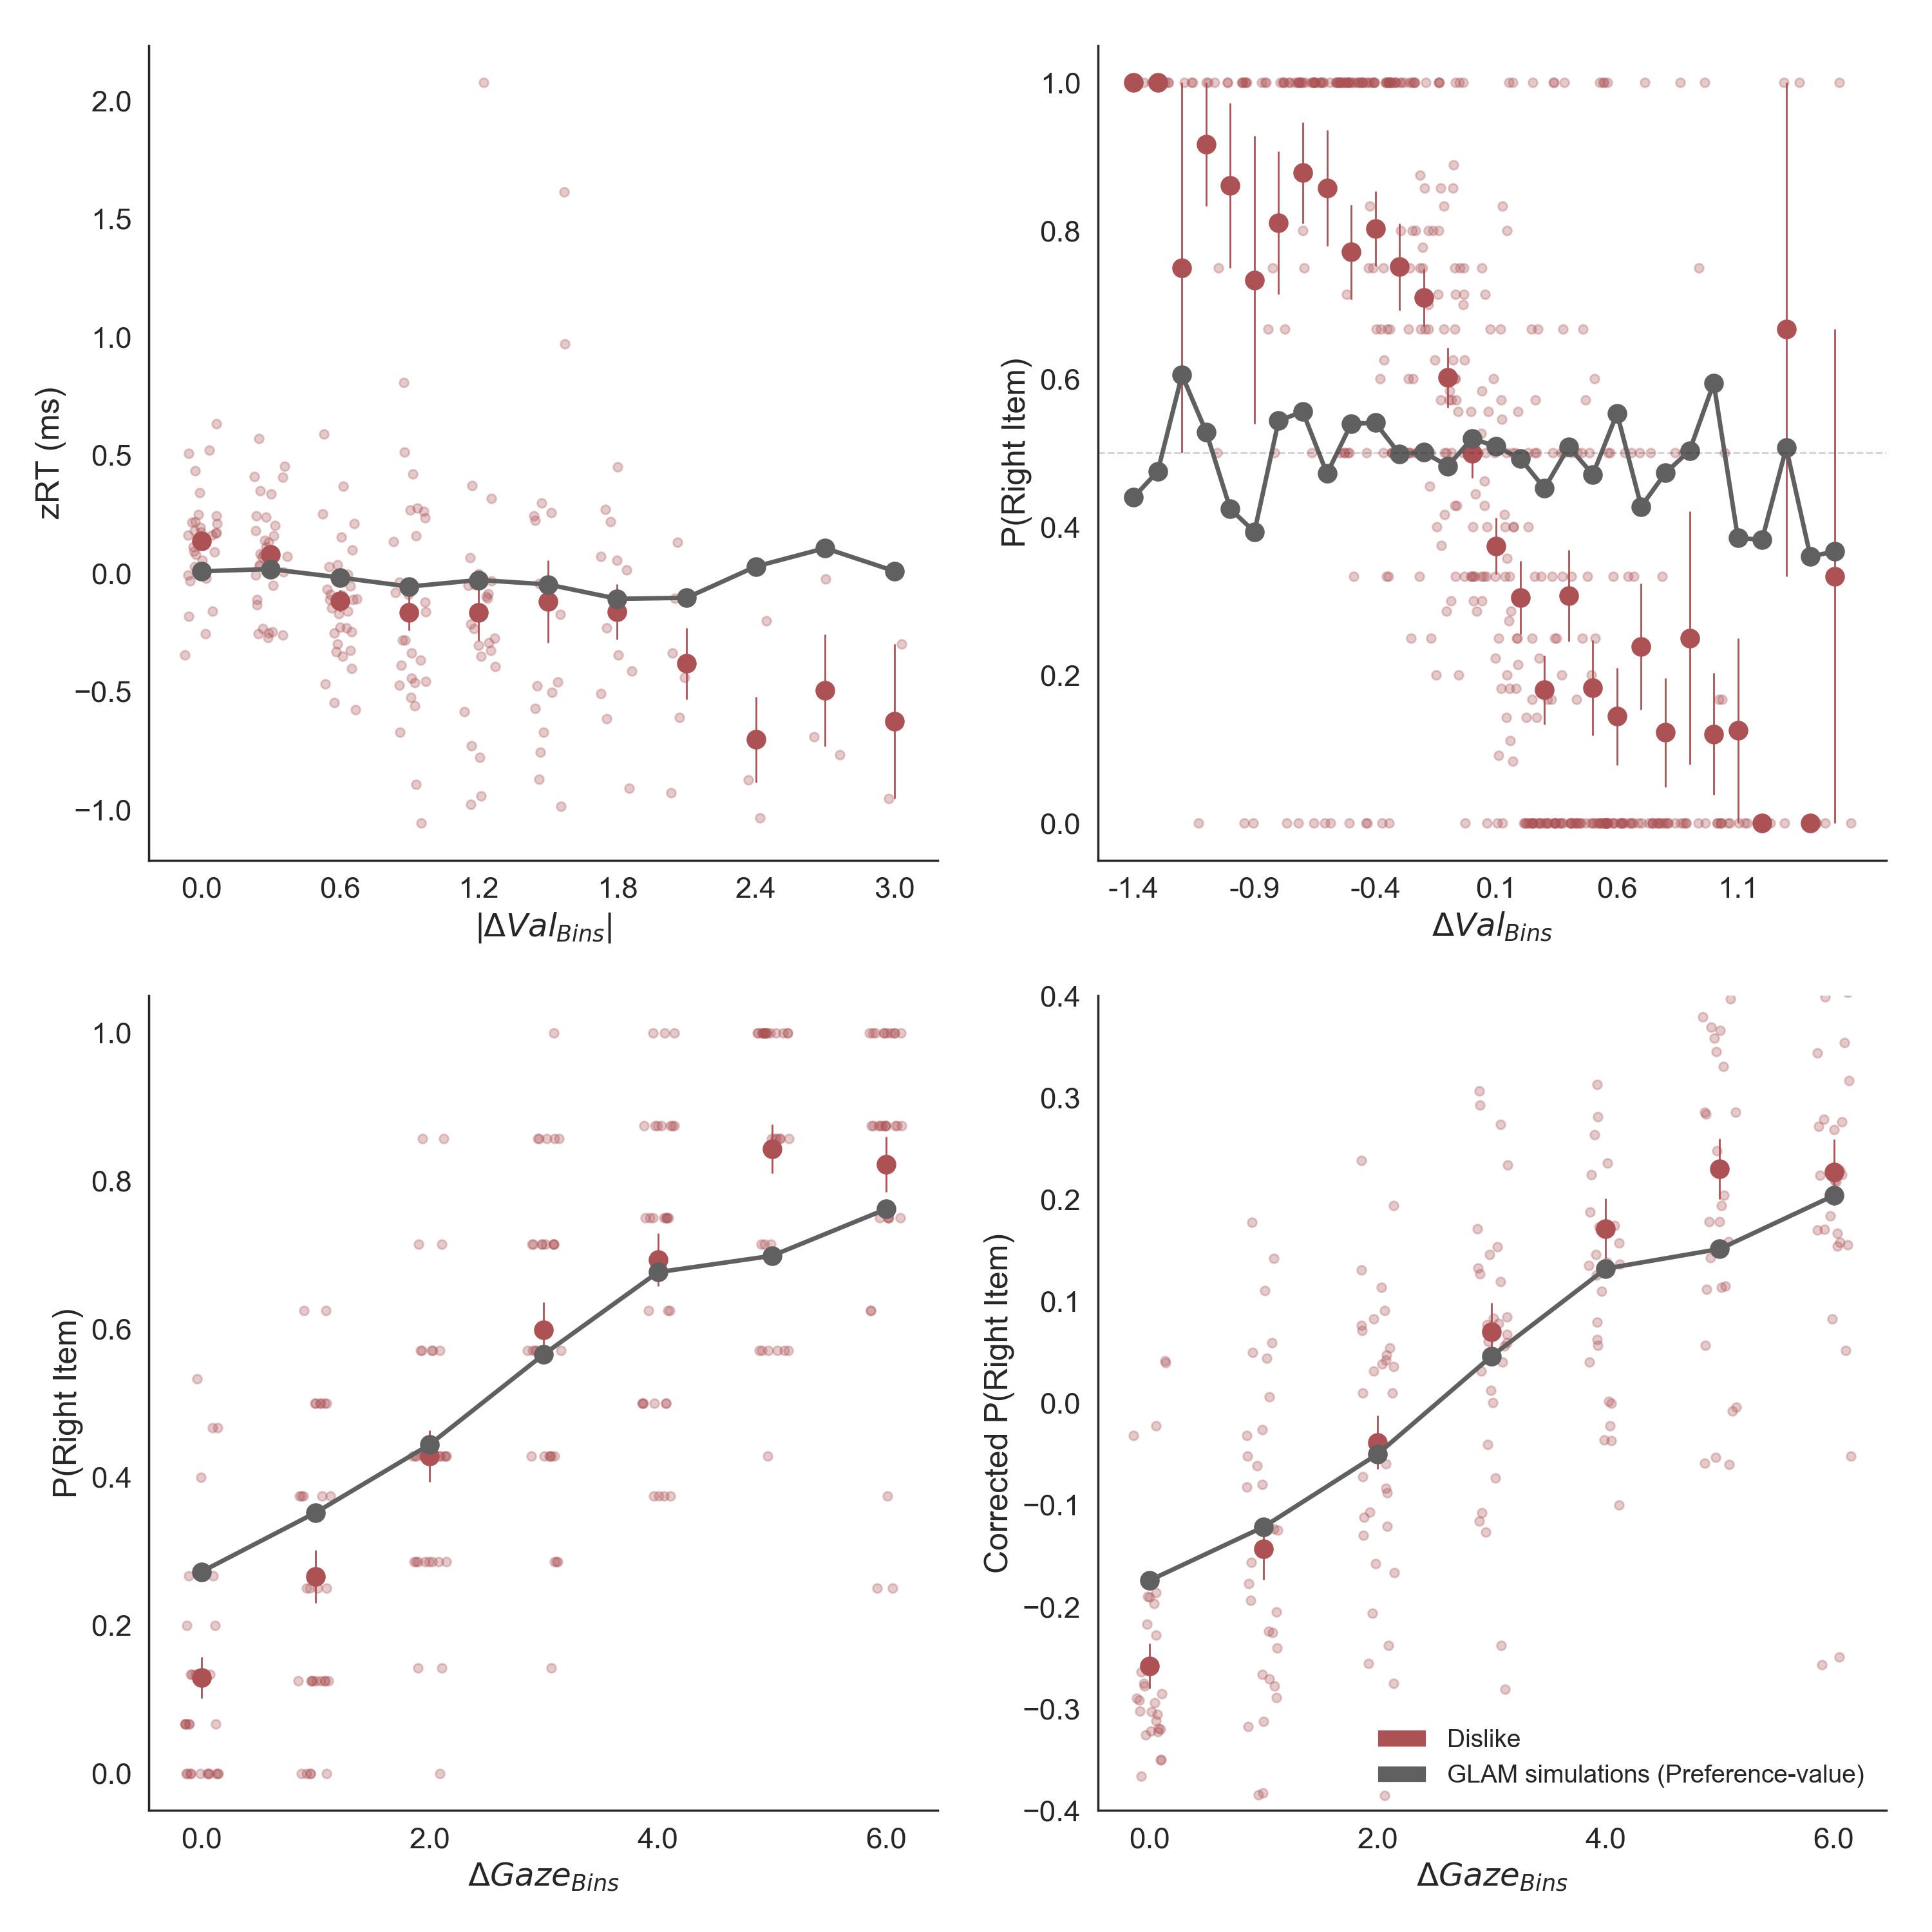 2.0
1.5
1.0
0.5
0.0
−0.5
−1.0
zRT (ms)
0.0 0.6 1.2 1.8 2.4 3.0
|ΔVal_Bins|
1.0
0.8
0.6
0.4
0.2
0.0
P(Right Item)
-1.4 -0.9 -0.4 0.1 0.6 1.1
ΔVal_Bins
1.0
0.8
0.6
0.4
0.2
0.0
P(Right Item)
0.0 2.0 4.0 6.0
ΔGaze_Bins
0.4
0.3
0.2
0.1
0.0
−0.1
−0.2
−0.3
−0.4
Corrected P(Right Item)
Dislike
GLAM simulations (Preference-value)
0.0 2.0 4.0 6.0
ΔGaze_Bins